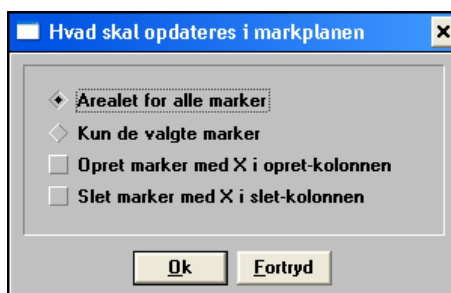 Hvad skal opdateres i markplanen
Arealet for alle marker
Kun de valgte marker
Opret marker med X i opret-kolonnen
Slet marker med X i slet-kolonnen
Ok
Fortryd